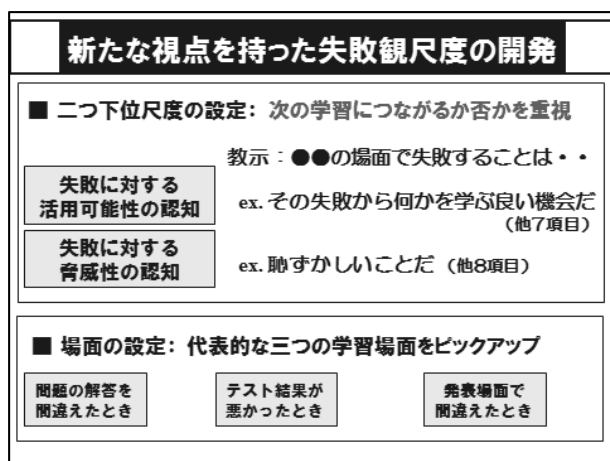 新たな視点を持った失敗観尺度の開発
■ 二つ下位尺度の設定：次の学習につながるか否かを重視
教示：●●の場面で失敗することは・・
失敗に対する
活用可能性の認知
ex. その失敗から何かを学ぶ良い機会だ
（他7項目）
失敗に対する
脅威性の認知
ex. 恥ずかしいことだ（他8項目）
■ 場面の設定：代表的な三つの学習場面をピックアップ
問題の解答を
間違えたとき
テスト結果が
悪かったとき
発表場面で
間違えたとき